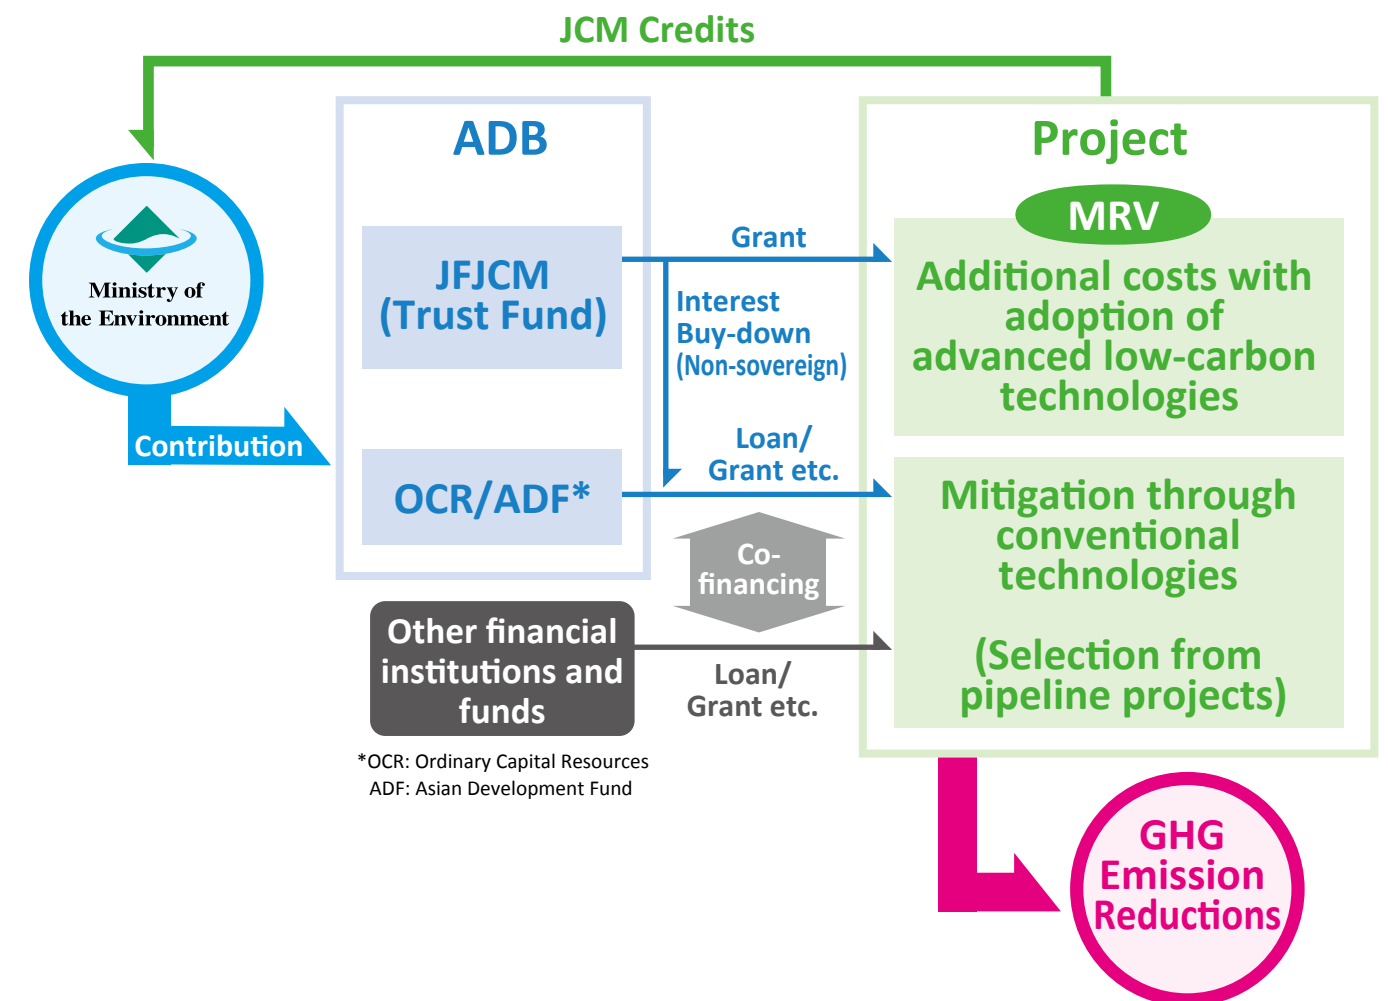 JCM Credits
Ministry of
the Environment
Contribution
ADB
JFJCM
(Trust Fund)
OCR/ADF*
Grant
Interest
Buy-down
(Non-sovereign)
Loan/
Grant etc.
Co-
financing
Other financial
institutions and
funds
Loan/
Grant etc.
*OCR: Ordinary Capital Resources
ADF: Asian Development Fund
Project
MRV
Additional costs with
adoption of
advanced low-carbon
technologies
Mitigation through
conventional
technologies
(Selection from
pipeline projects)
GHG
Emission
Reductions